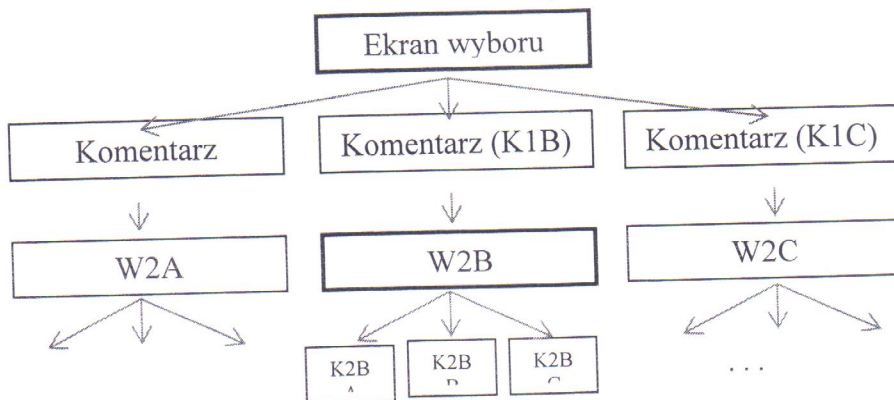 Ekran wyboru
Komentarz
Komentarz (K1B)
Komentarz (K1C)
W2A
W2B
W2C
K2B
K2B
K2B
. . .